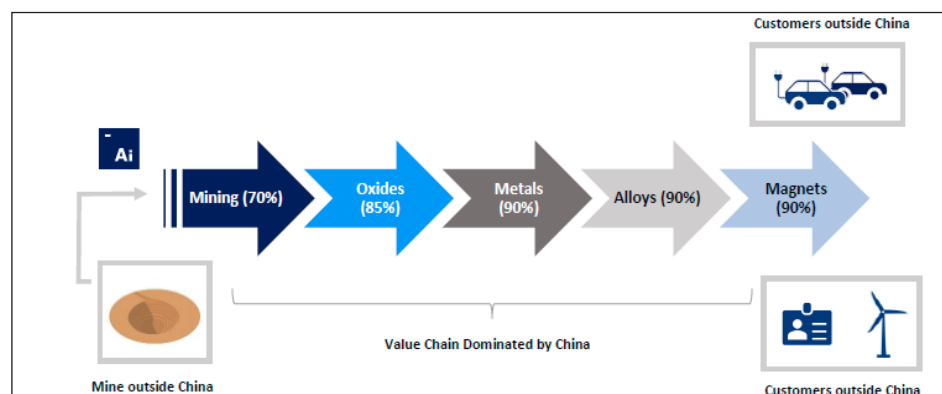 Customers outside China
Ai
Mining (70%)
Oxides
(85%)
Metals
(90%)
Alloys (90%)
Magnets
(90%)
Value Chain Dominated by China
Mine outside China
Customers outside China